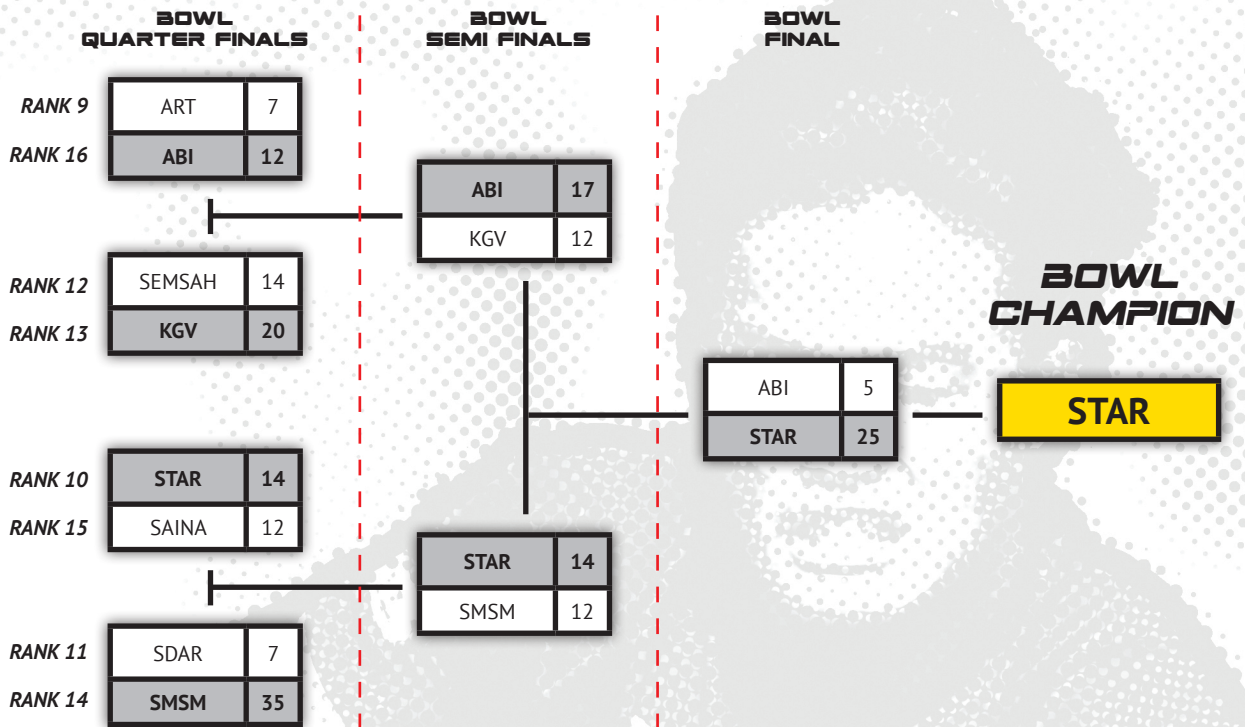 BOWL
QUARTER FINALS
BOWL
SEMI FINALS
BOWL
FINAL
RANK 9 ART 7
RANK 16 ABI 12
ABI 17
KGV 12
RANK 12 SEMSAH 14
RANK 13 KGV 20
BOWL
CHAMPION
ABI 5
STAR 25
STAR
RANK 10 STAR 14
RANK 15 SAINA 12
STAR 14
SMSM 12
RANK 11 SDAR 7
RANK 14 SMSM 35